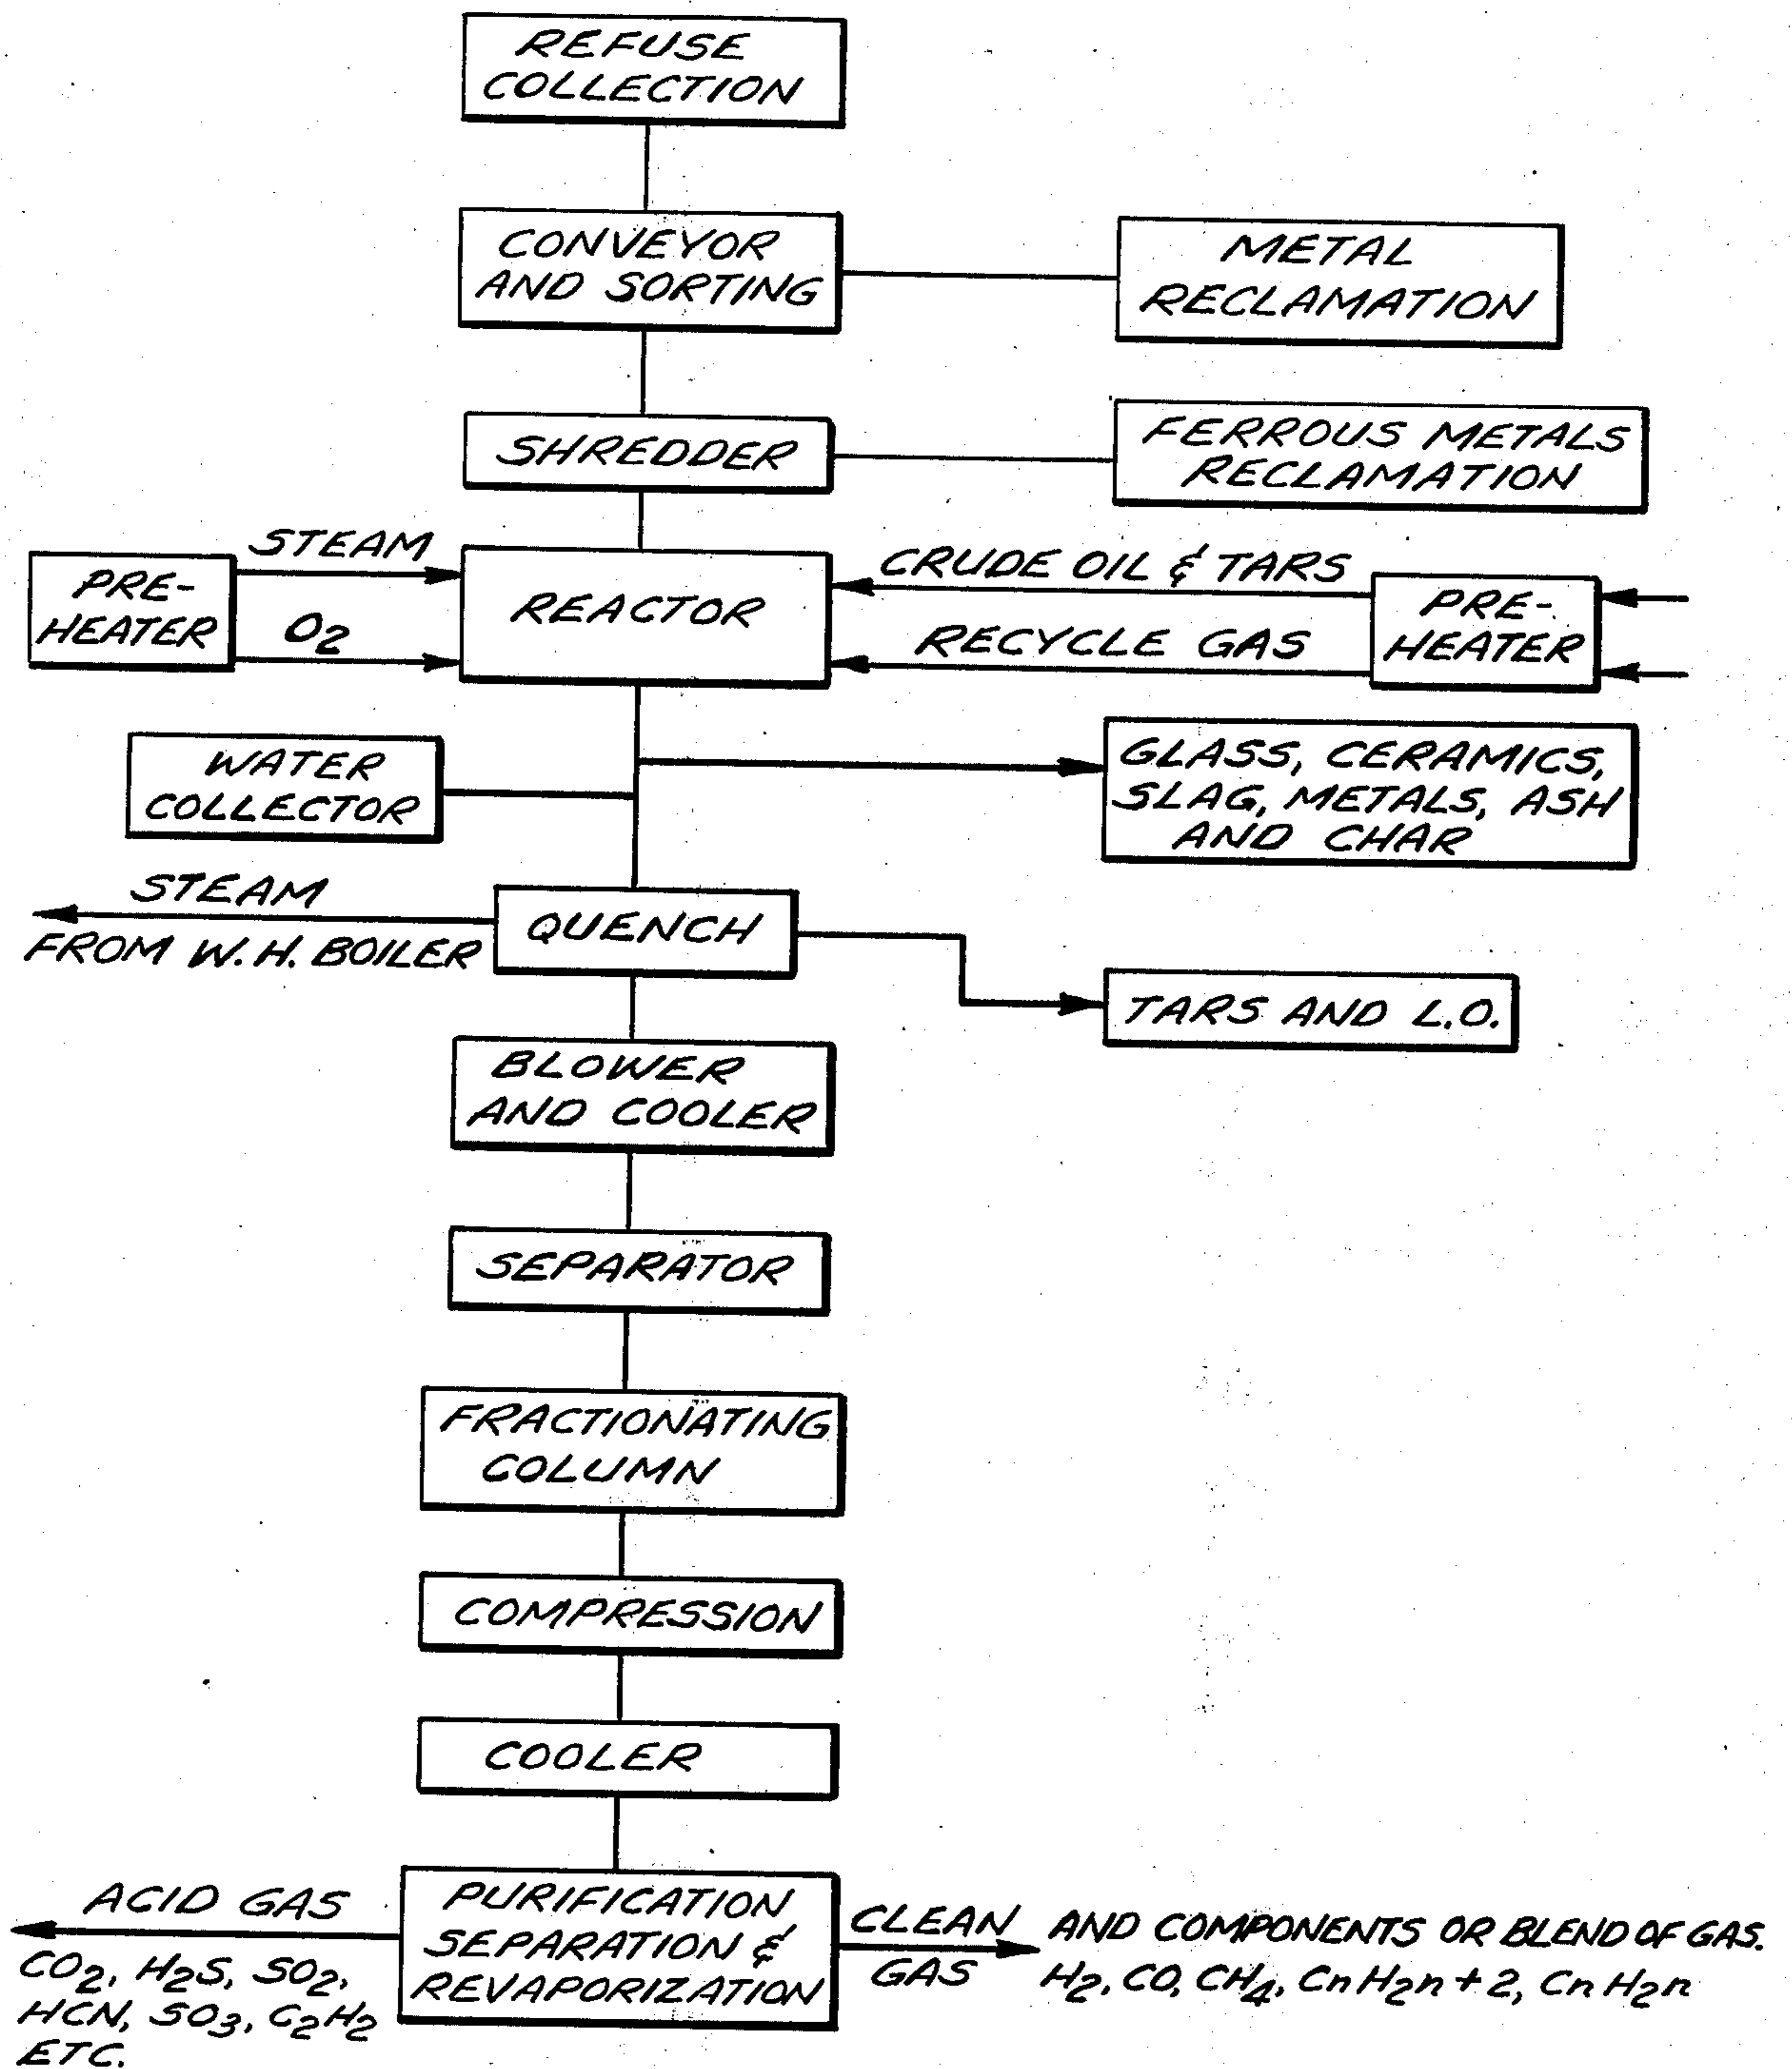 REFUSE
COLLECTION
CONVEYOR
AND SORTING
METAL
RECLAMATION
SHREDDER
FERROUS METALS
RECLAMATION
PRE-
HEATER
STEAM
O2
REACTOR
CRUDE OIL & TARS
RECYCLE GAS
PRE-
HEATER
WATER
COLLECTOR
GLASS, CERAMICS,
SLAG, METALS, ASH
AND CHAR
STEAM
FROM W.H. BOILER
QUENCH
TARS AND L.O.
BLOWER
AND COOLER
SEPARATOR
FRACTIONATING
COLUMN
COMPRESSION
COOLER
ACID GAS
CO2, H2S, SO2,
HCN, SO3, C2H2
ETC.
PURIFICATION
SEPARATION &
REVAPORIZATION
CLEAN
GAS
AND COMPONENTS OR BLEND OF GAS.
H2, CO, CH4, CnH2n+2, CnH2n